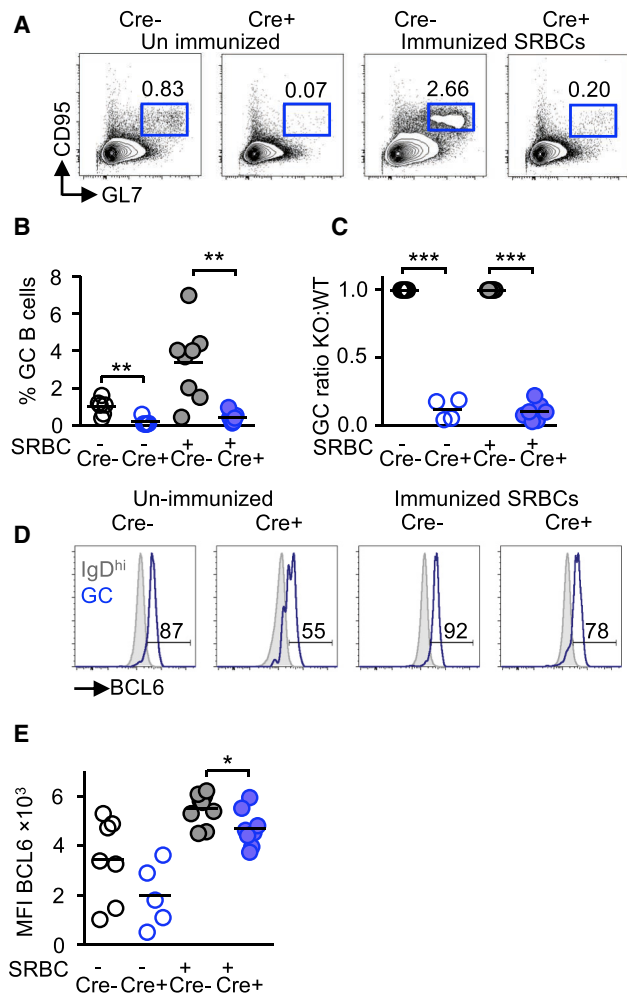 A
Cre- Cre+ Cre- Cre+
Un immunized Immunized SRBCs
0.83 0.07 2.66 0.20
CD95
GL7
B
% GC B cells
8
6
4
2
0
** **
SRBC - - + +
Cre- Cre+ Cre- Cre+
C
GC ratio KO:WT
1.0
0.5
0.0
*** ***
SRBC - - + +
Cre- Cre+ Cre- Cre+
Un-immunized Immunized SRBCs
D
Cre- Cre+ Cre- Cre+
IgDhi
GC
87 55 92 78
BCL6
E
MFI BCL6 ×10³
6
4
2
0
*
SRBC - - + +
Cre- Cre+ Cre- Cre+